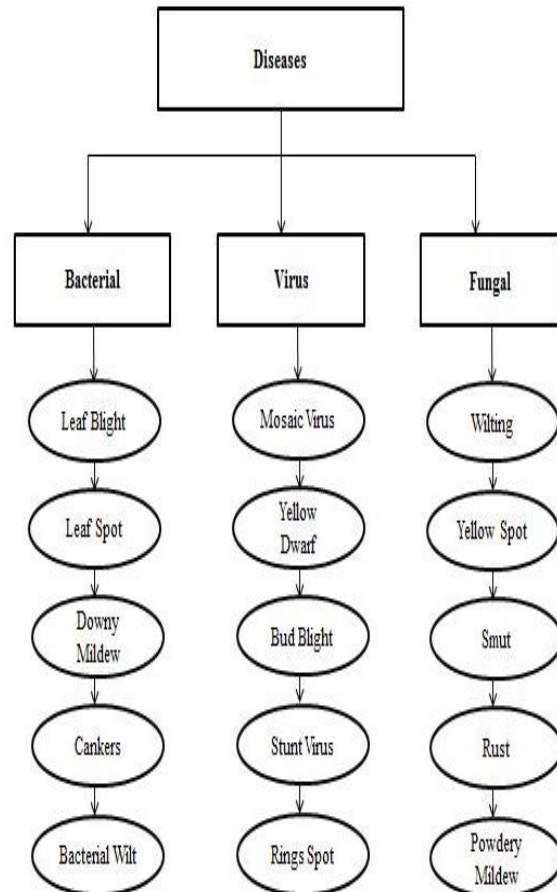 Diseases
Bacterial
Virus
Fungal
Leaf Blight
Mosaic Virus
Wilting
Leaf Spot
Yellow
Dwarf
Yellow Spot
Downy
Mildew
Bud Blight
Smut
Cankers
Stunt Virus
Rust
Bacterial Wilt
Rings Spot
Powdery
Mildew